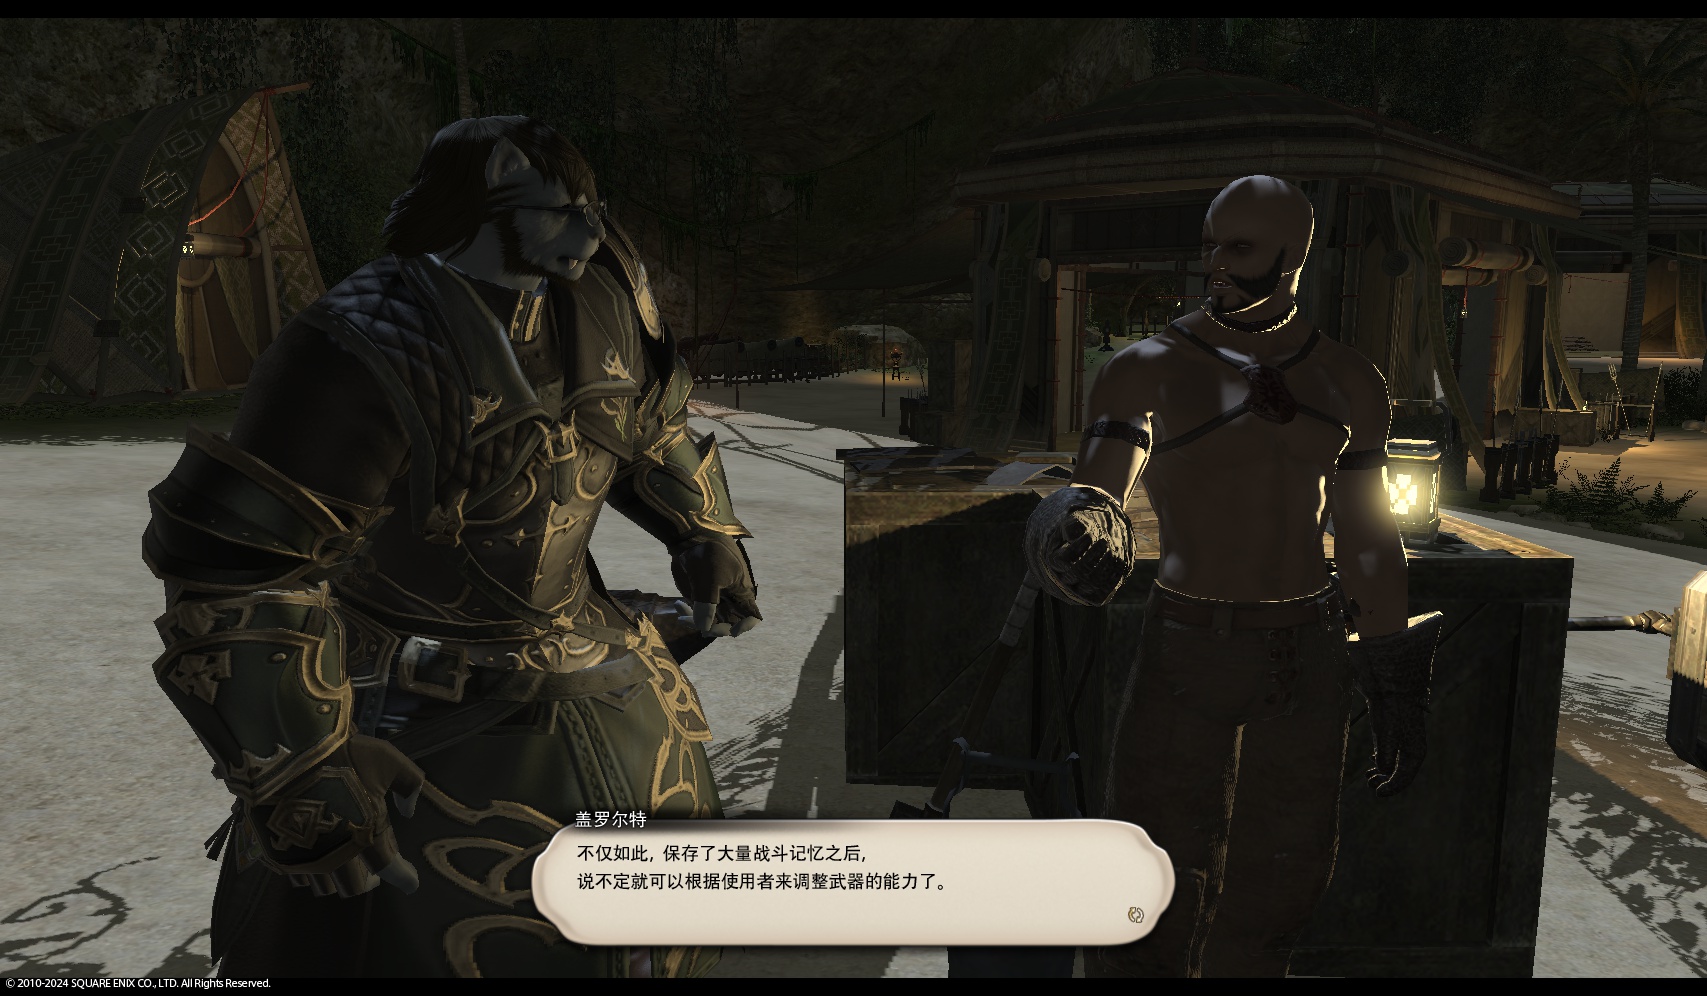 盖罗尔特
不仅如此，保存了大量战斗记忆之后，
说不定就可以根据使用者来调整武器的能力了。
© 2010-2024 SQUARE ENIX CO., LTD. All Rights Reserved.